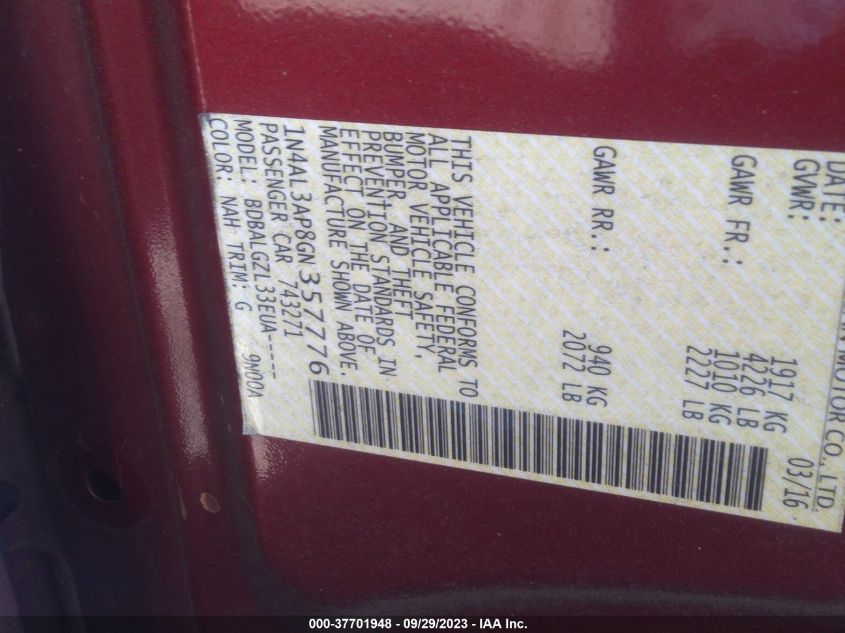 MOTOR CO., LTD.
DATE: 03/16
GVWR: 1917 KG
4226 LB
GAWR FR.: 1010 KG
2227 LB
GAWR RR.: 940 KG
2072 LB
THIS VEHICLE CONFORMS TO
ALL APPLICABLE FEDERAL
MOTOR VEHICLE SAFETY,
BUMPER, AND THEFT
PREVENTION STANDARDS IN
EFFECT ON THE DATE OF
MANUFACTURE SHOWN ABOVE.
1N4AL3AP8GN357776
PASSENGER CAR 743271
MODEL: BDBALGZL33EUA-----
COLOR: NAH TRIM: G 9N00A
000-37701948 - 09/29/2023 - IAA Inc.